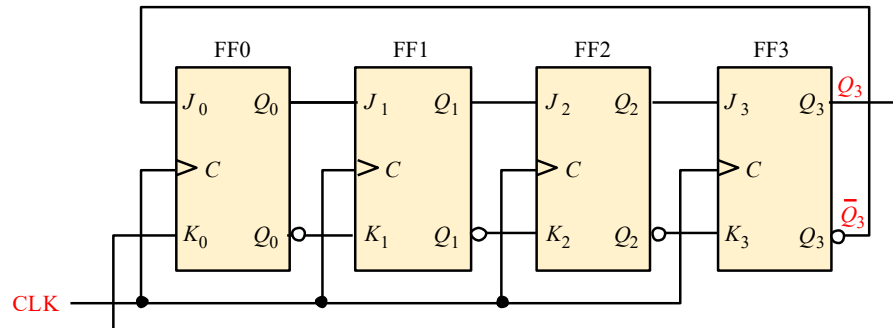 FF0 FF1 FF2 FF3
J₀ Q₀ J₁ Q₁ J₂ Q₂ J₃ Q₃ Q₃
C C C C
Q̅₃
K₀ Q₀ K₁ Q₁ K₂ Q₂ K₃ Q₃
CLK